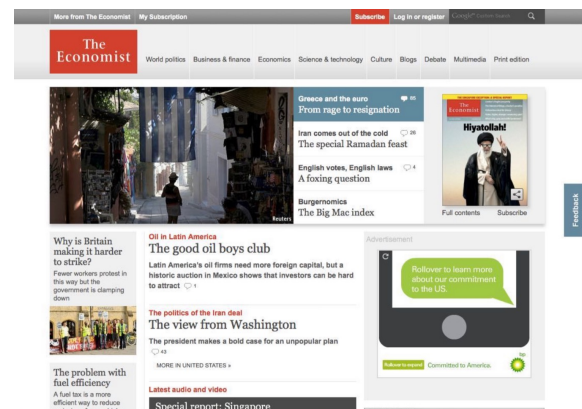 More from The Economist
My Subscription
Subscribe
Log in or register
The
Economist
World politics
Business & finance
Economics
Science & technology
Culture
Blogs
Debate
Multimedia
Print edition
Reuters
Greece and the euro
From rage to resignation
Iran comes out of the cold
The special Ramadan feast
English votes, English laws
A foxing question
Burgernomics
The Big Mac index
The
Economist
Hiyatollah!
Full contents
Subscribe
Feedback
Why is Britain
making it harder
to strike?
Fewer workers protest in
this way but the
government is clamping
down
The problem with
fuel efficiency
A fuel tax is a more
efficient way to reduce
Oil in Latin America
The good oil boys club
Latin America's oil firms need more foreign capital, but a
historic auction in Mexico shows that investors can be hard
to attract 1
The politics of the Iran deal
The view from Washington
The president makes a bold case for an unpopular plan
43
MORE IN UNITED STATES »
Latest audio and video
Special report: Singapore
Advertisement
Rollover to learn more
about our commitment
to the US.
Rollover to expand
Committed to America.
bp